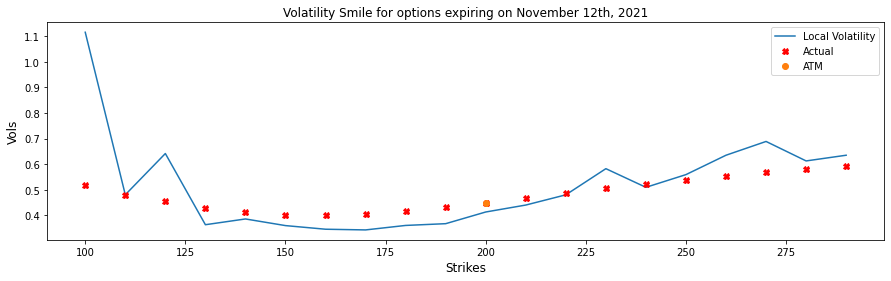 Volatility Smile for options expiring on November 12th, 2021
Local Volatility
Actual
ATM
Vols
1.1
1.0
0.9
0.8
0.7
0.6
0.5
0.4
100
125
150
175
200
225
250
275
Strikes